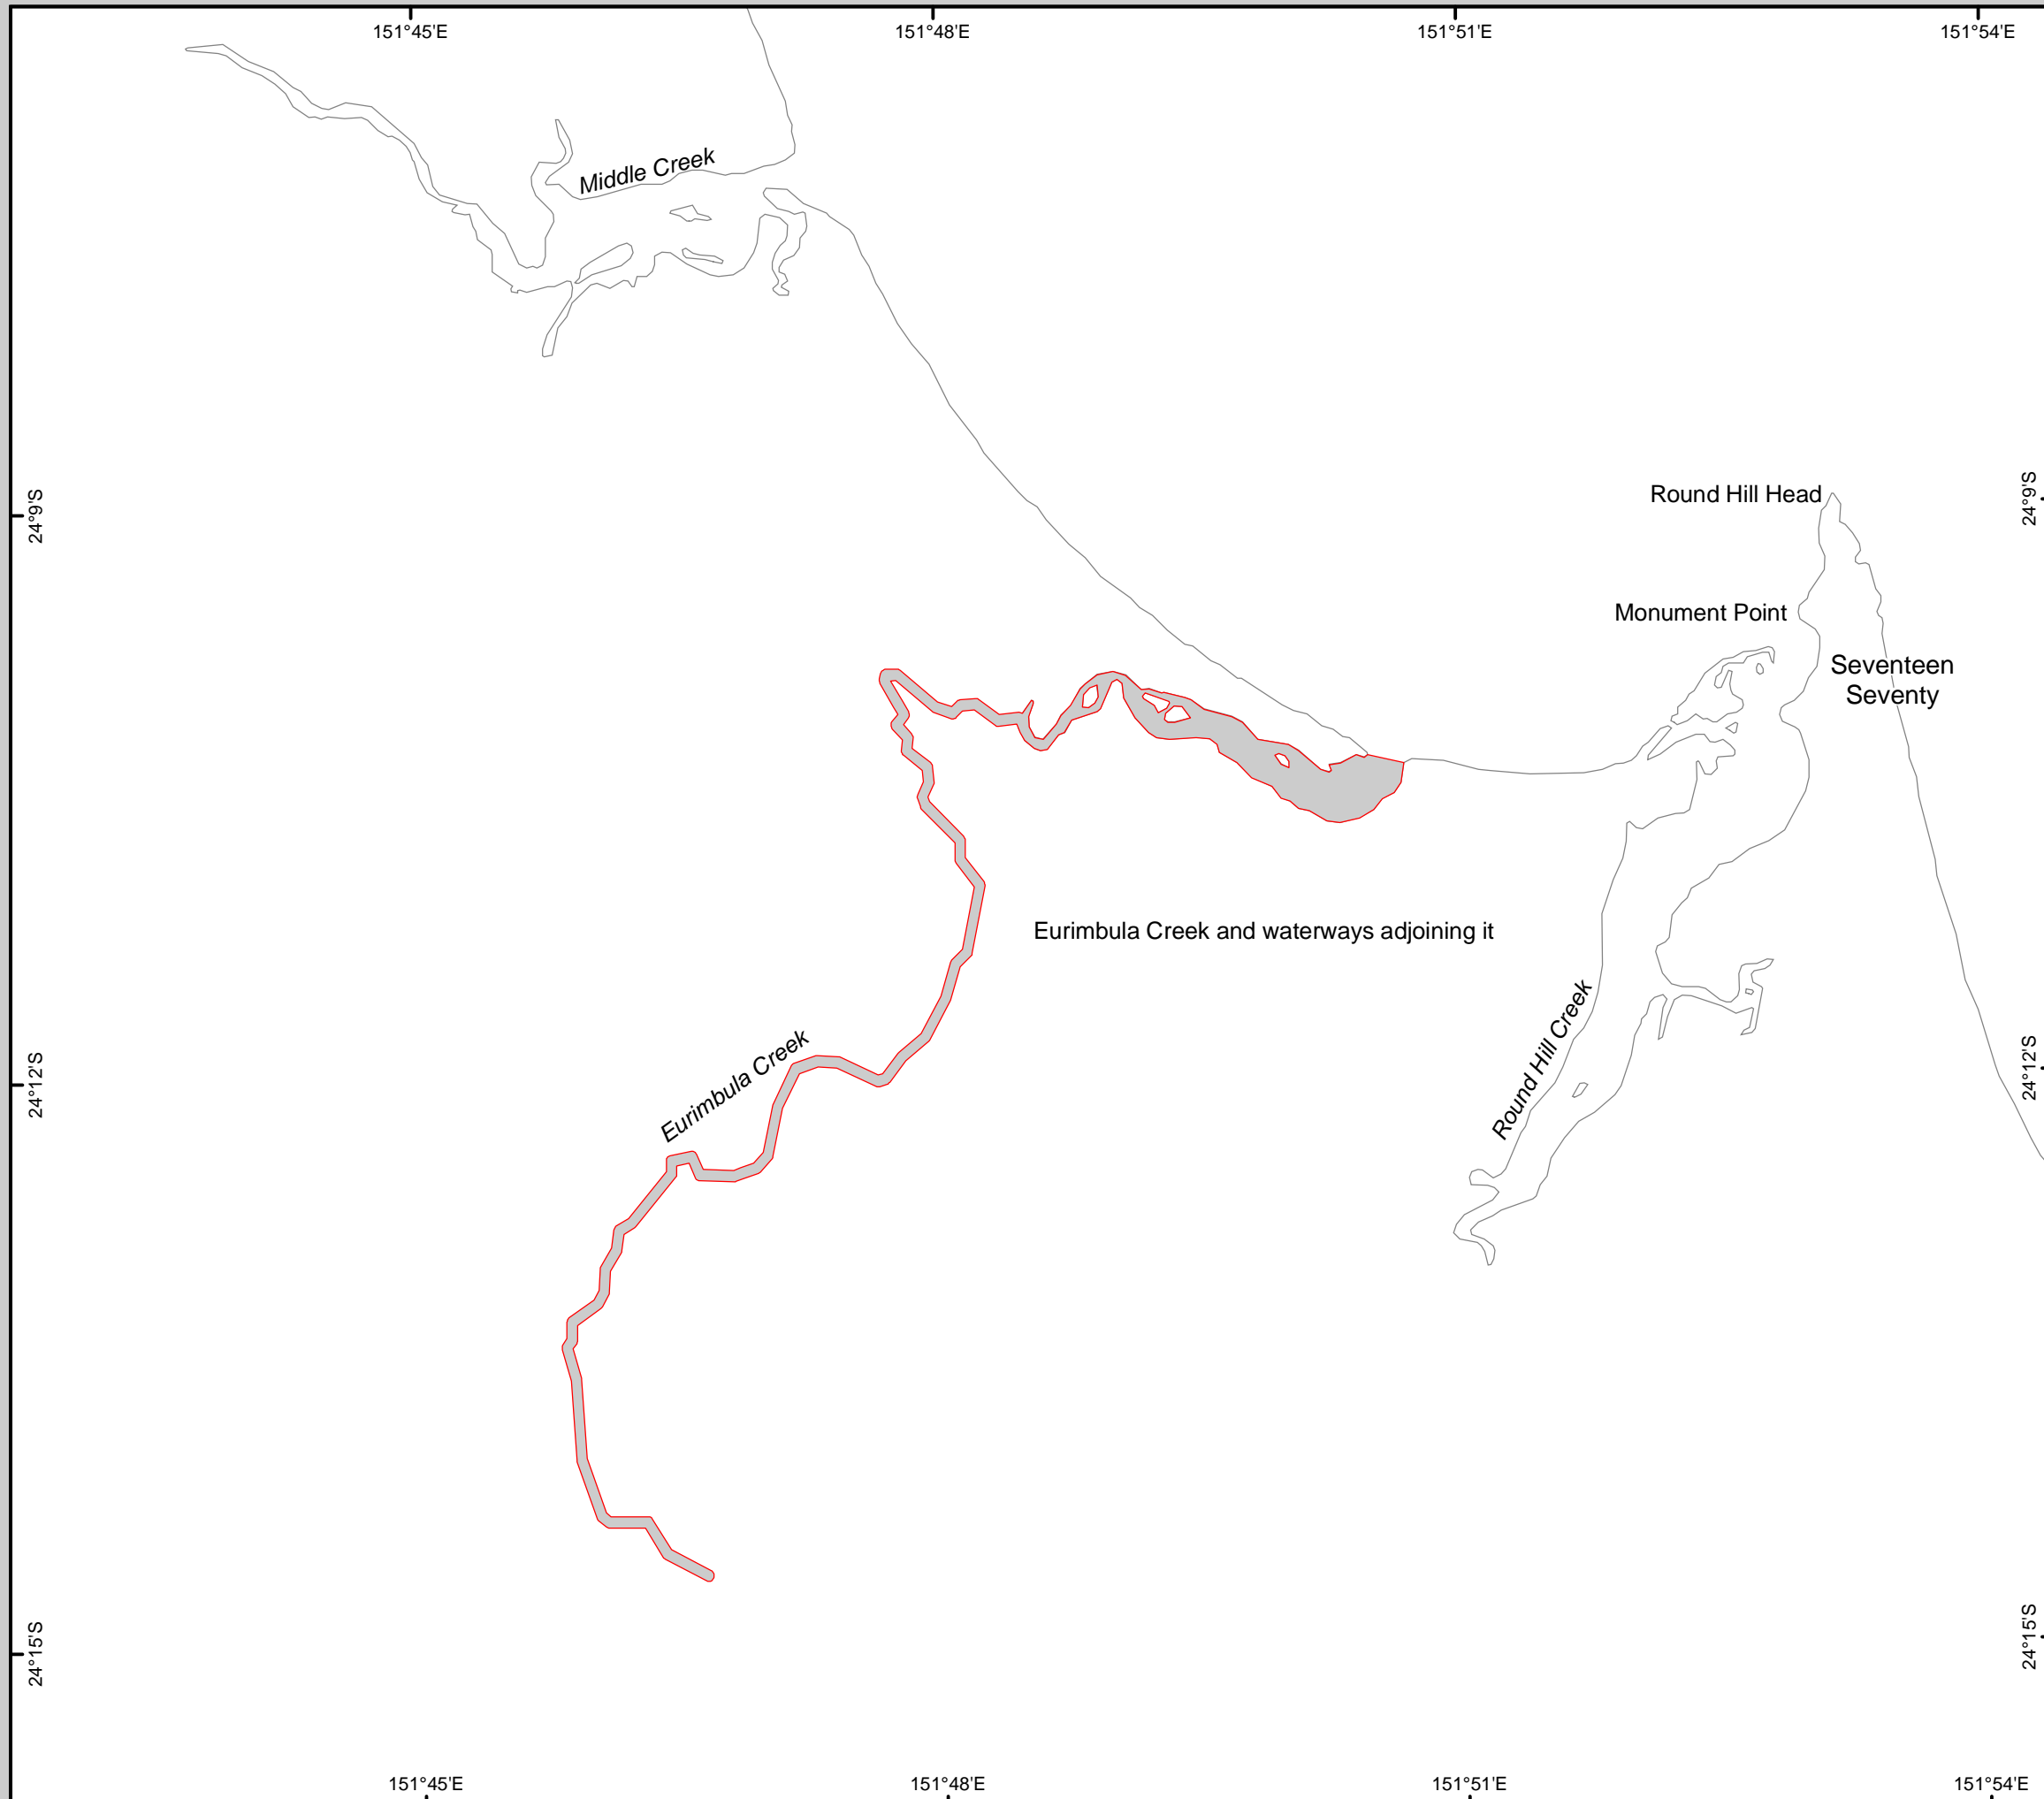 151°45'E
151°48'E
151°51'E
151°54'E
Middle Creek
24°9'S
Round Hill Head
24°9'S
Monument Point
Seventeen
Seventy
Eurimbula Creek and waterways adjoining it
Eurimbula Creek
Round Hill Creek
24°12'S
24°12'S
24°15'S
24°15'S
151°45'E
151°48'E
151°51'E
151°54'E